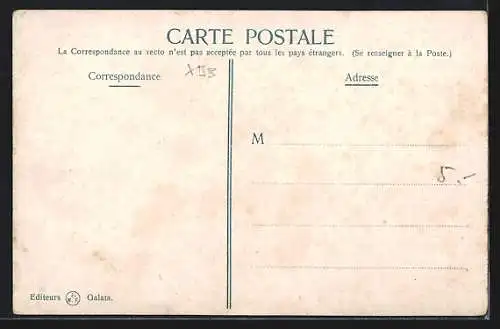 CARTE POSTALE
La Correspondance au recto n'est pas acceptée par tous les pays étrangers. (Se renseigner à la Poste.)
Correspondance
Adresse
M
5.-
Editeurs Galata.